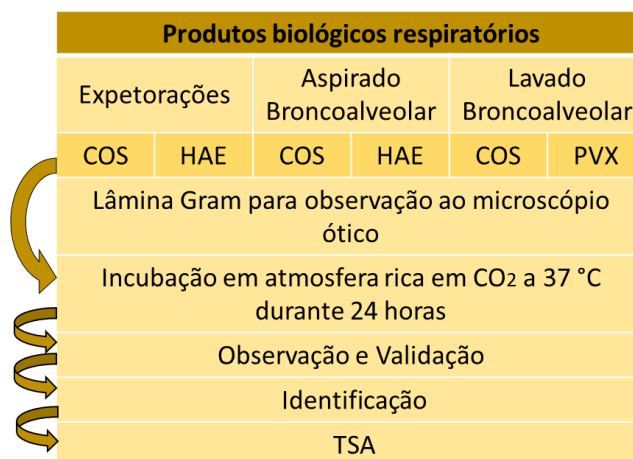 Produtos biológicos respiratórios
Expetorações
Aspirado
Broncoalveolar
Lavado
Broncoalveolar
COS HAE COS HAE COS PVX
Lâmina Gram para observação ao microscópio
ótico
Incubação em atmosfera rica em CO2 a 37 °C
durante 24 horas
Observação e Validação
Identificação
TSA